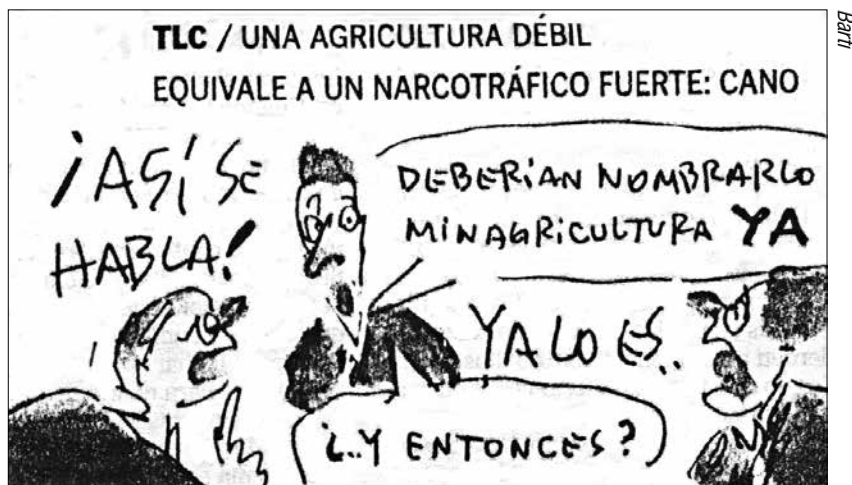 TLC / UNA AGRICULTURA DÉBIL
EQUIVALE A UN NARCOTRÁFICO FUERTE: CANO
¡ASÍ SE
HABLA!
DEBERÍAN NOMBRARLO
MINAGRICULTURA YA
YA LO ES..
¿..Y ENTONCES?
Barti